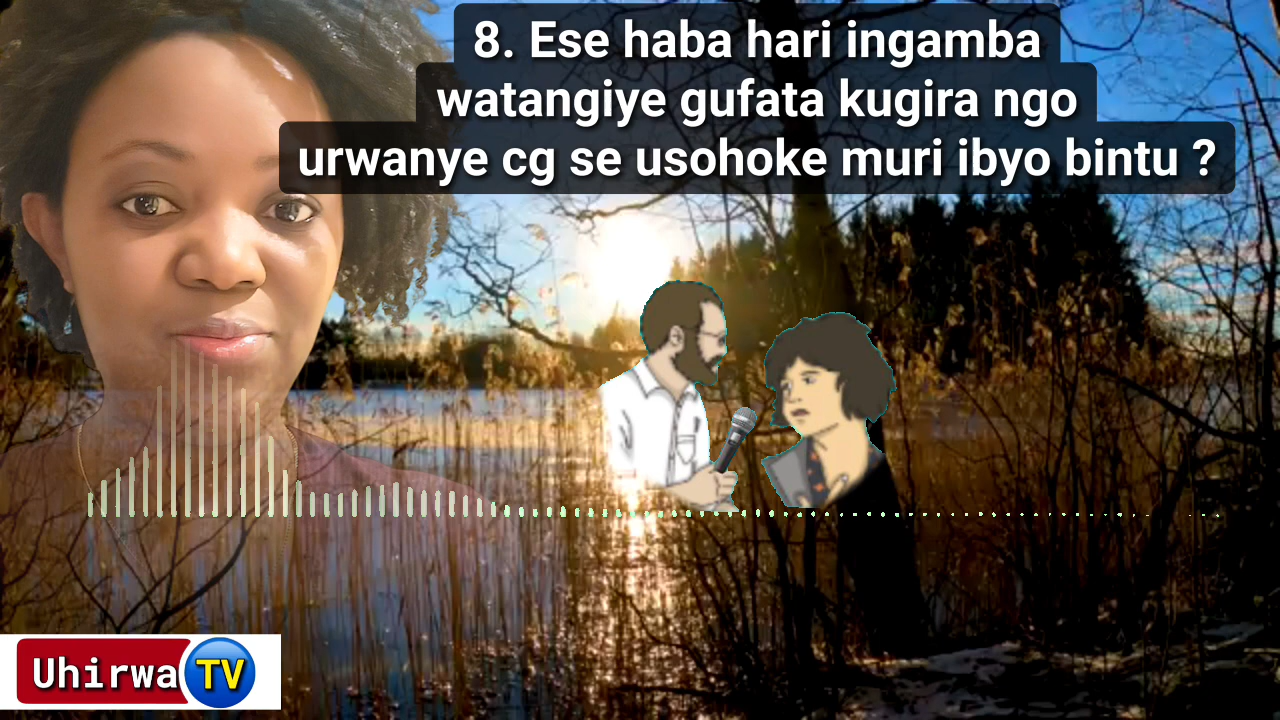 8. Ese haba hari ingamba
watangiye gufata kugira ngo
urwanye cg se usohoke muri ibyo bintu ?
Uhirwa TV